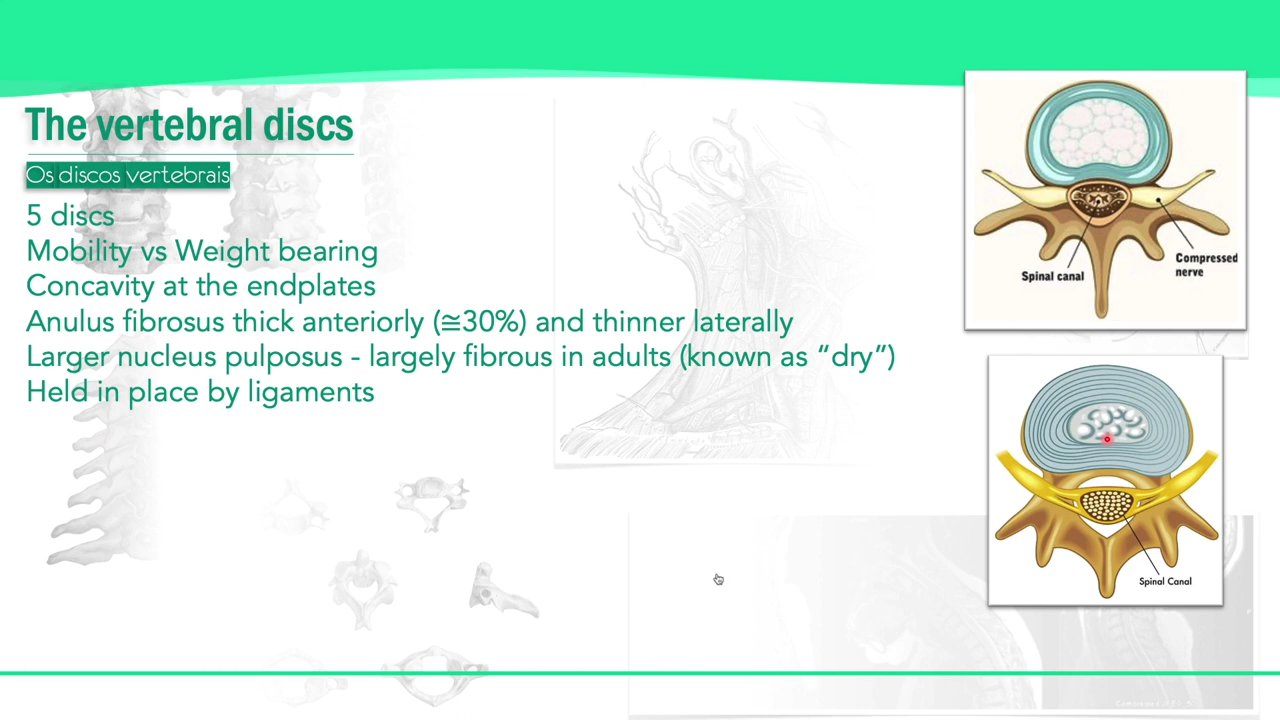 The vertebral discs
Os discos vertebrais
5 discs
Mobility vs Weight bearing
Concavity at the endplates
Anulus fibrosus thick anteriorly (≅30%) and thinner laterally
Larger nucleus pulposus - largely fibrous in adults (known as “dry”)
Held in place by ligaments
Spinal canal
Compressed
nerve
Spinal Canal